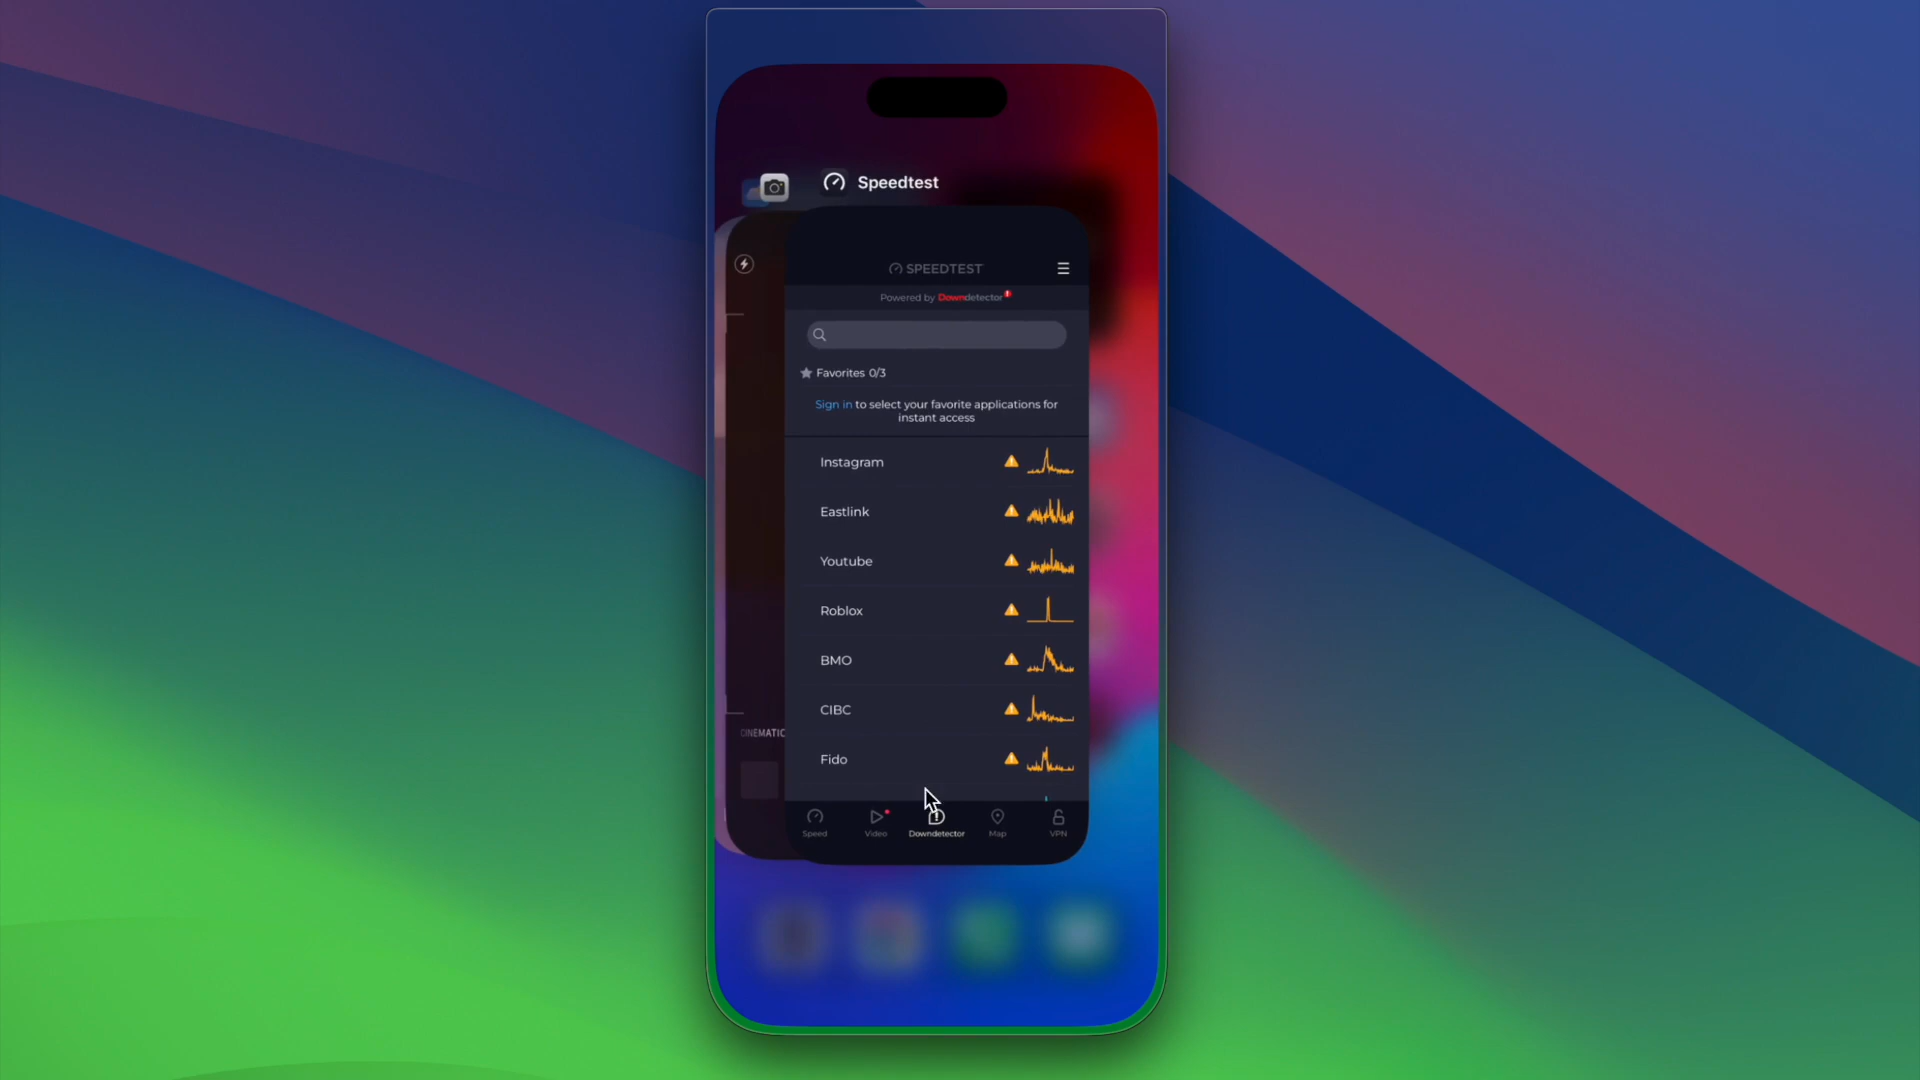 Speedtest
SPEEDTEST
Powered by Downdetector
Favorites 0/3
Sign in to select your favorite applications for
instant access
Instagram
Eastlink
Youtube
Roblox
BMO
CIBC
Fido
CINEMATIC
Speed
Video
Downdetector
Map
VPN